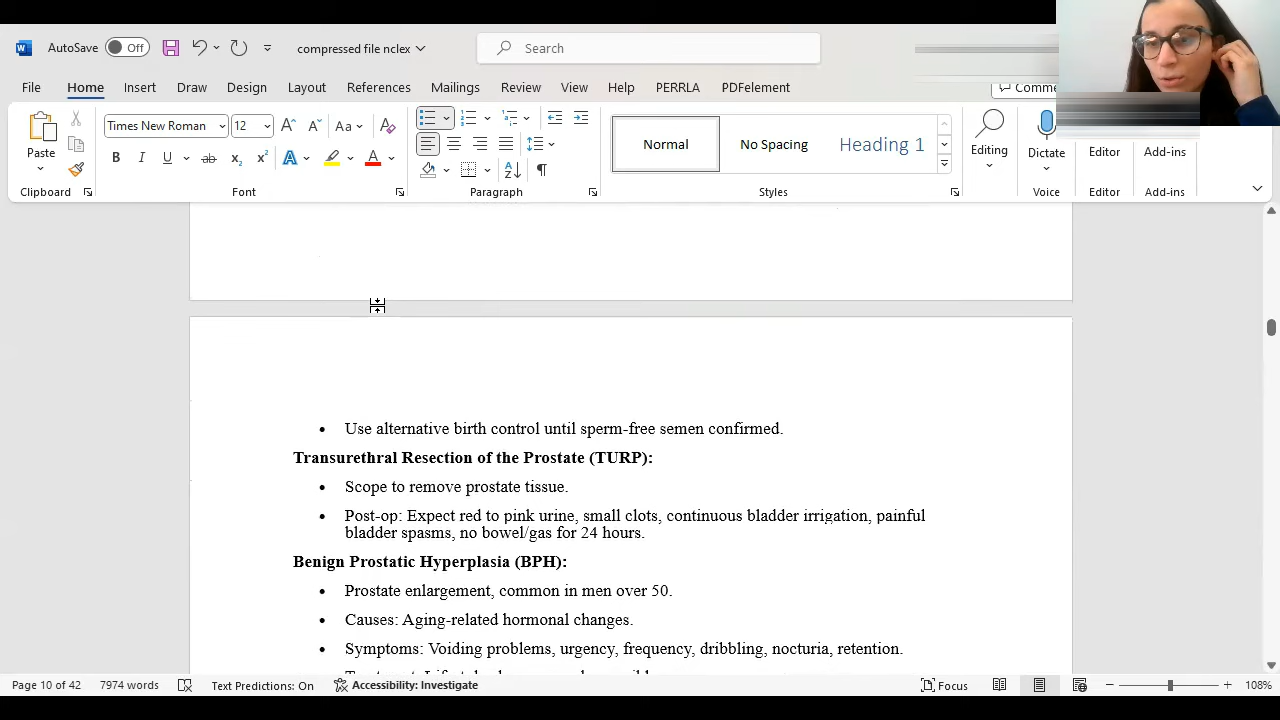 AutoSave Off compressed file nclex Search
File Home Insert Draw Design Layout References Mailings Review View Help PERRLA PDFelement
Paste Times New Roman 12 Aa Normal No Spacing Heading 1 Editing Dictate Editor Add-ins
Clipboard Font Paragraph Styles Voice Editor Add-ins
• Use alternative birth control until sperm-free semen confirmed.
Transurethral Resection of the Prostate (TURP):
• Scope to remove prostate tissue.
• Post-op: Expect red to pink urine, small clots, continuous bladder irrigation, painful
bladder spasms, no bowel/gas for 24 hours.
Benign Prostatic Hyperplasia (BPH):
• Prostate enlargement, common in men over 50.
• Causes: Aging-related hormonal changes.
• Symptoms: Voiding problems, urgency, frequency, dribbling, nocturia, retention.
Page 10 of 42 7974 words Text Predictions: On Accessibility: Investigate Focus 108%